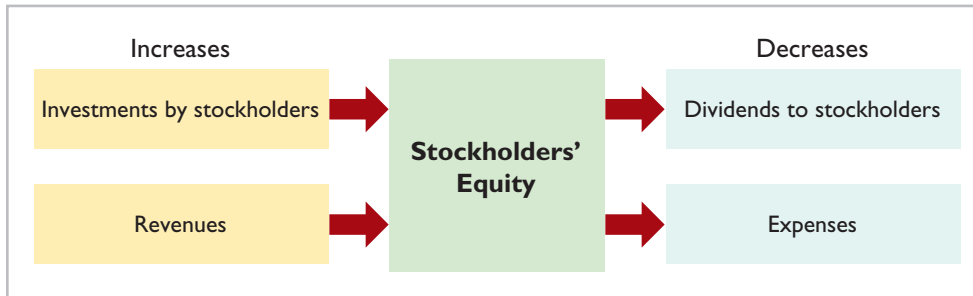 Increases
Decreases
Investments by stockholders
Dividends to stockholders
Stockholders’
Equity
Revenues
Expenses